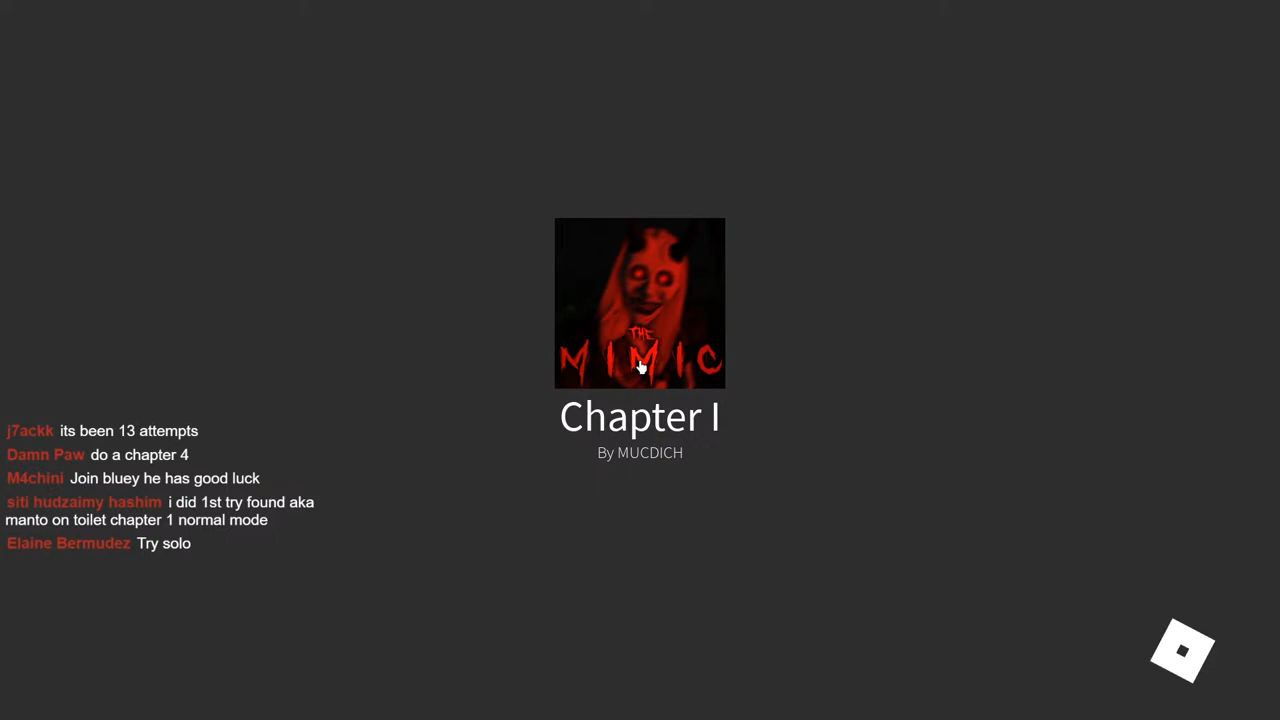 THE
MIMIC
Chapter I
By MUCDICH
j7ackk its been 13 attempts
Damn Paw do a chapter 4
M4chini Join bluey he has good luck
siti hudzaimy hashim i did 1st try found aka
manto on toilet chapter 1 normal mode
Elaine Bermudez Try solo